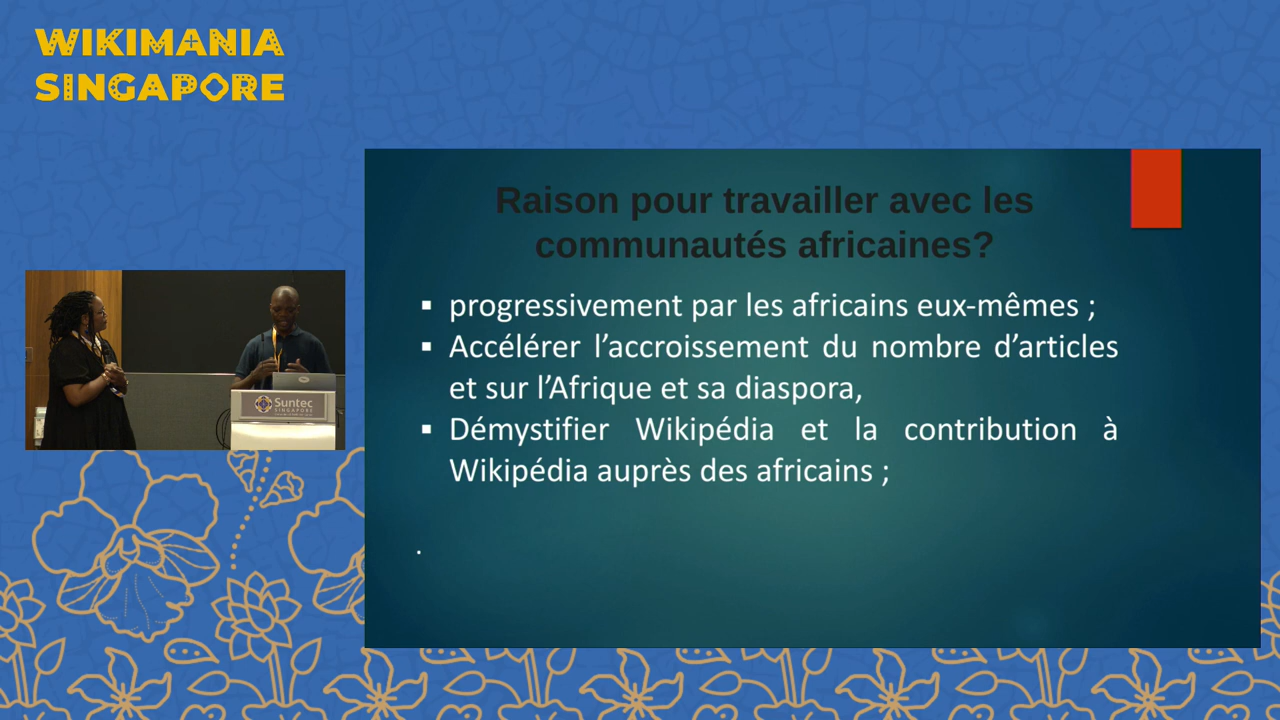 WIKIMANIA
SINGAPORE
Raison pour travailler avec les
communautés africaines?
▪ progressivement par les africains eux-mêmes ;
▪ Accélérer l’accroissement du nombre d’articles
et sur l’Afrique et sa diaspora,
▪ Démystifier Wikipédia et la contribution à
Wikipédia auprès des africains ;
.
Suntec
SINGAPORE